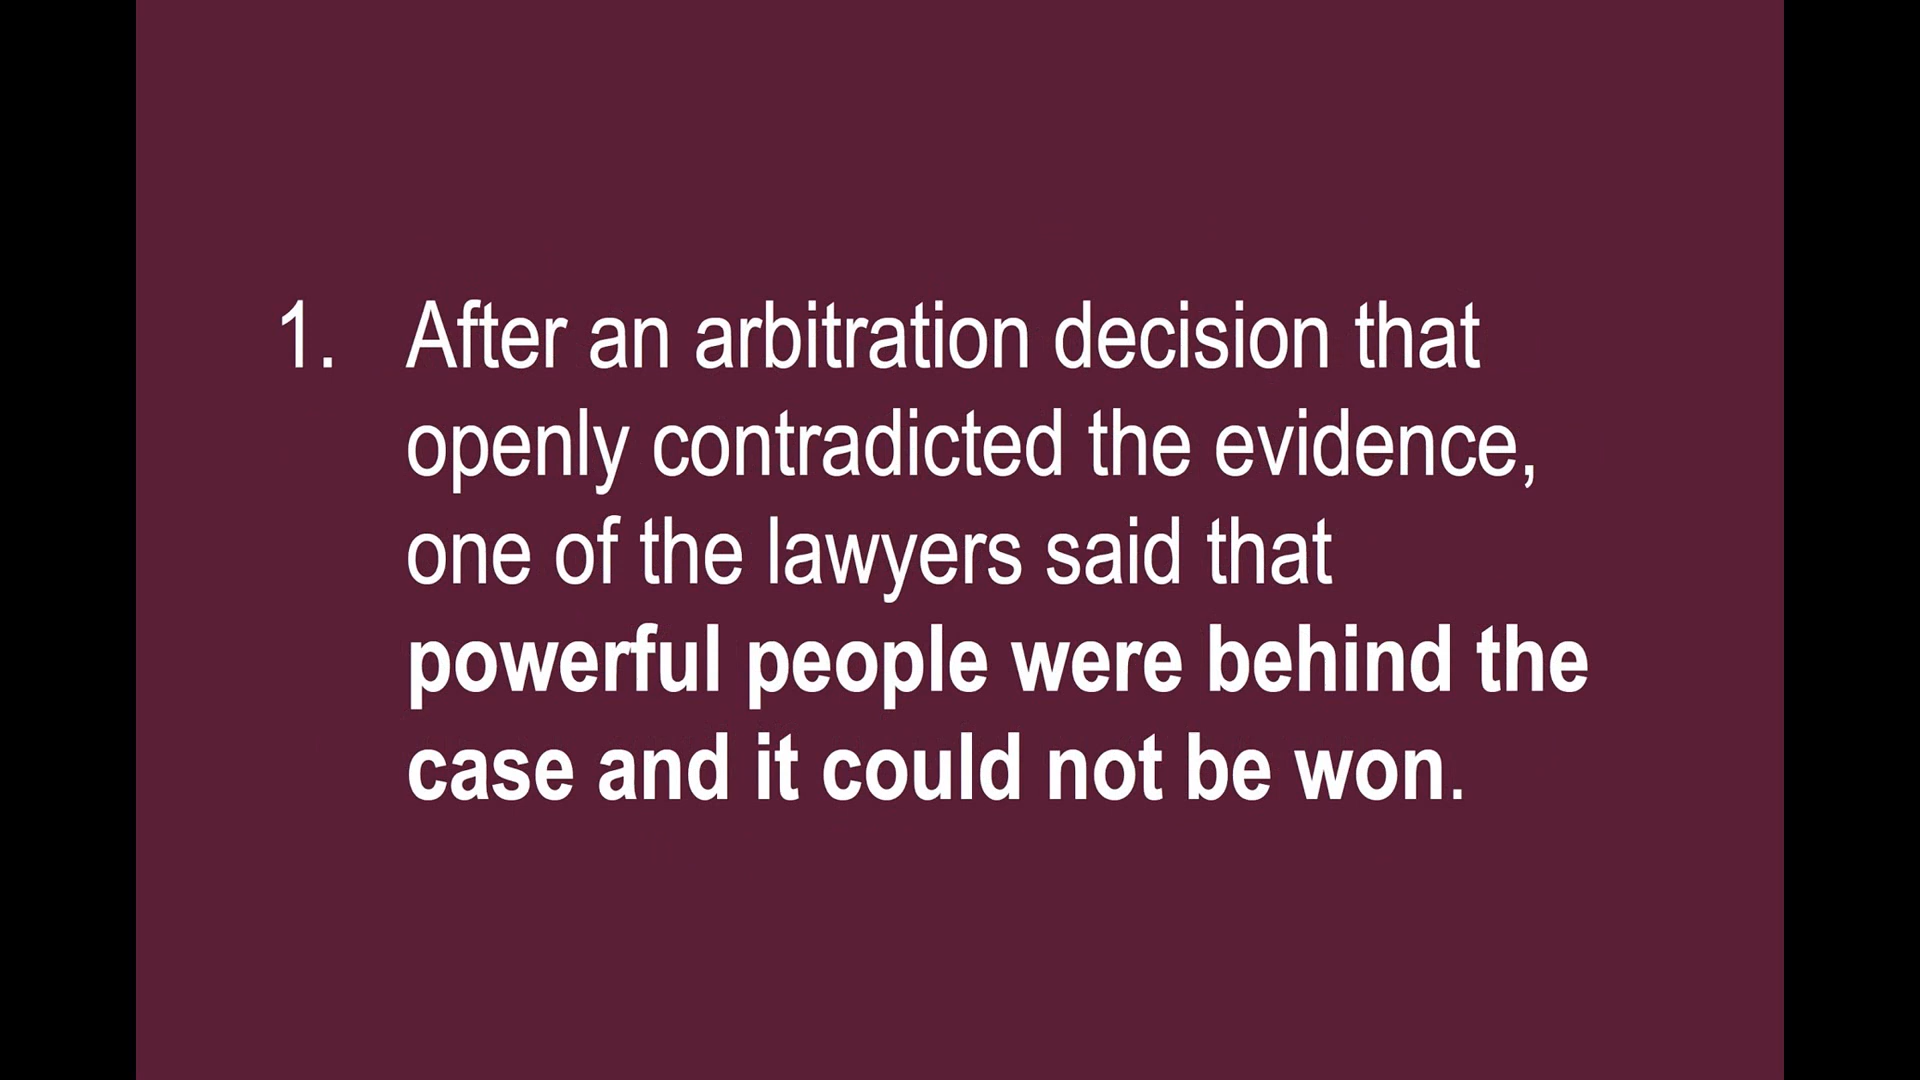 1. After an arbitration decision that
openly contradicted the evidence,
one of the lawyers said that
powerful people were behind the
case and it could not be won.